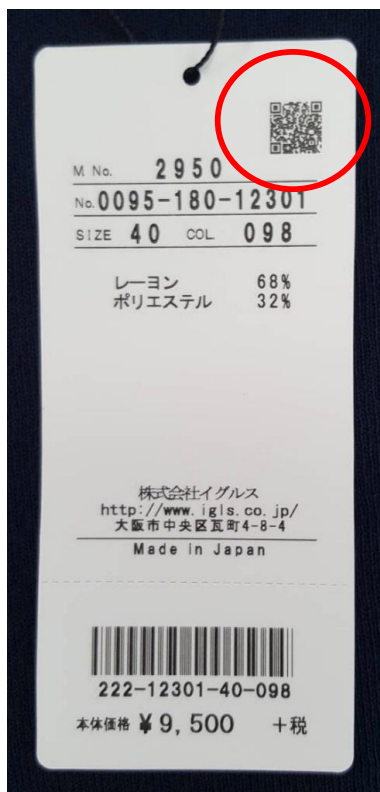 M. No. 2950
No. 0095-180-12301
SIZE 40 COL. 098
レーヨン 68%
ポリエステル 32%
株式会社イグルス
http://www.igls.co.jp/
大阪市中央区瓦町4-8-4
Made in Japan
222-12301-40-098
本体価格 ¥9,500 +税